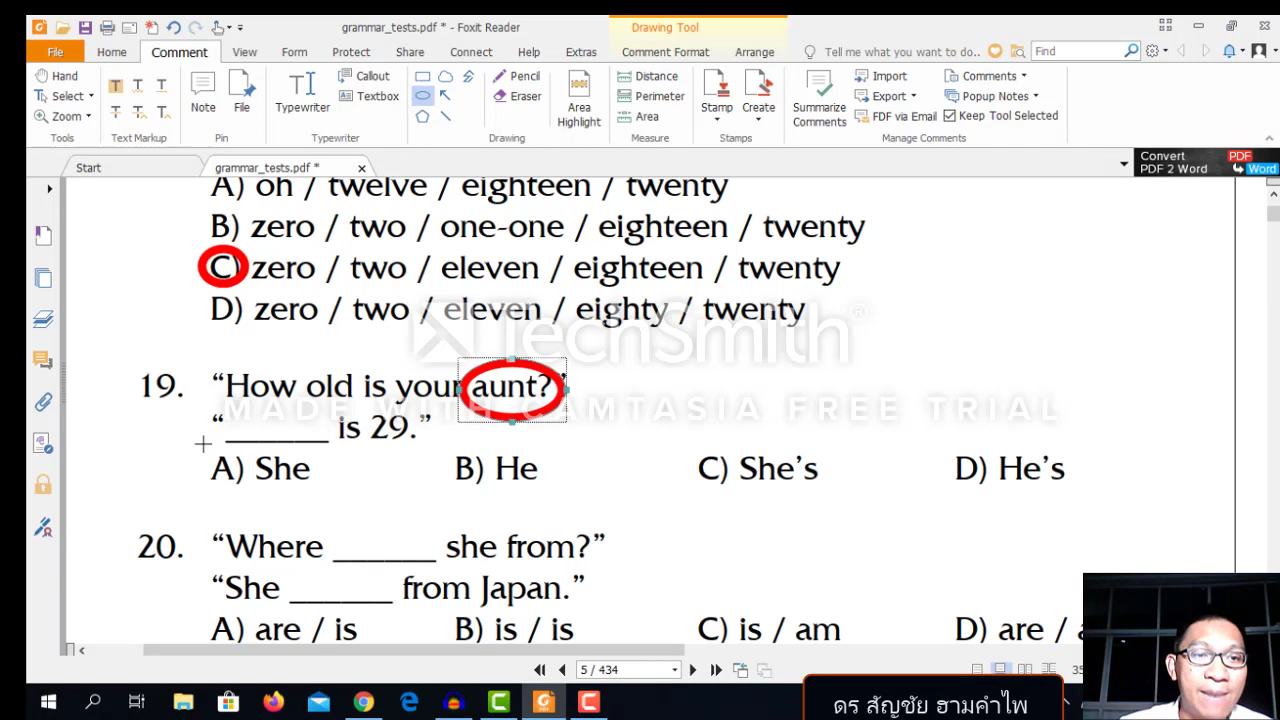 grammar_tests.pdf * - Foxit Reader
Drawing Tool
File Home Comment View Form Protect Share Connect Help Extras Comment Format Arrange Tell me what you want to do.. Find
Hand
Select
Zoom
Tools
Text Markup
Note
File
Pin
Typewriter
Callout
Textbox
Typewriter
Pencil
Eraser
Area Highlight
Drawing
Distance
Perimeter
Area
Measure
Stamp
Create
Stamps
Summarize Comments
Import
Export
FDF via Email
Comments
Popup Notes
Keep Tool Selected
Manage Comments
Start
grammar_tests.pdf *
Convert PDF
PDF 2 Word Word
A) oh / twelve / eighteen / twenty
B) zero / two / one-one / eighteen / twenty
C) zero / two / eleven / eighteen / twenty
D) zero / two / eleven / eighty / twenty
TechSmith®
19. “How old is your aunt?”
MADE WITH CAMTASIA FREE TRIAL
“______ is 29.”
A) She B) He C) She’s D) He’s
20. “Where ______ she from?”
“She ______ from Japan.”
A) are / is B) is / is C) is / am D) are /
5 / 434
ดร สัญชัย ฮามคำไพ